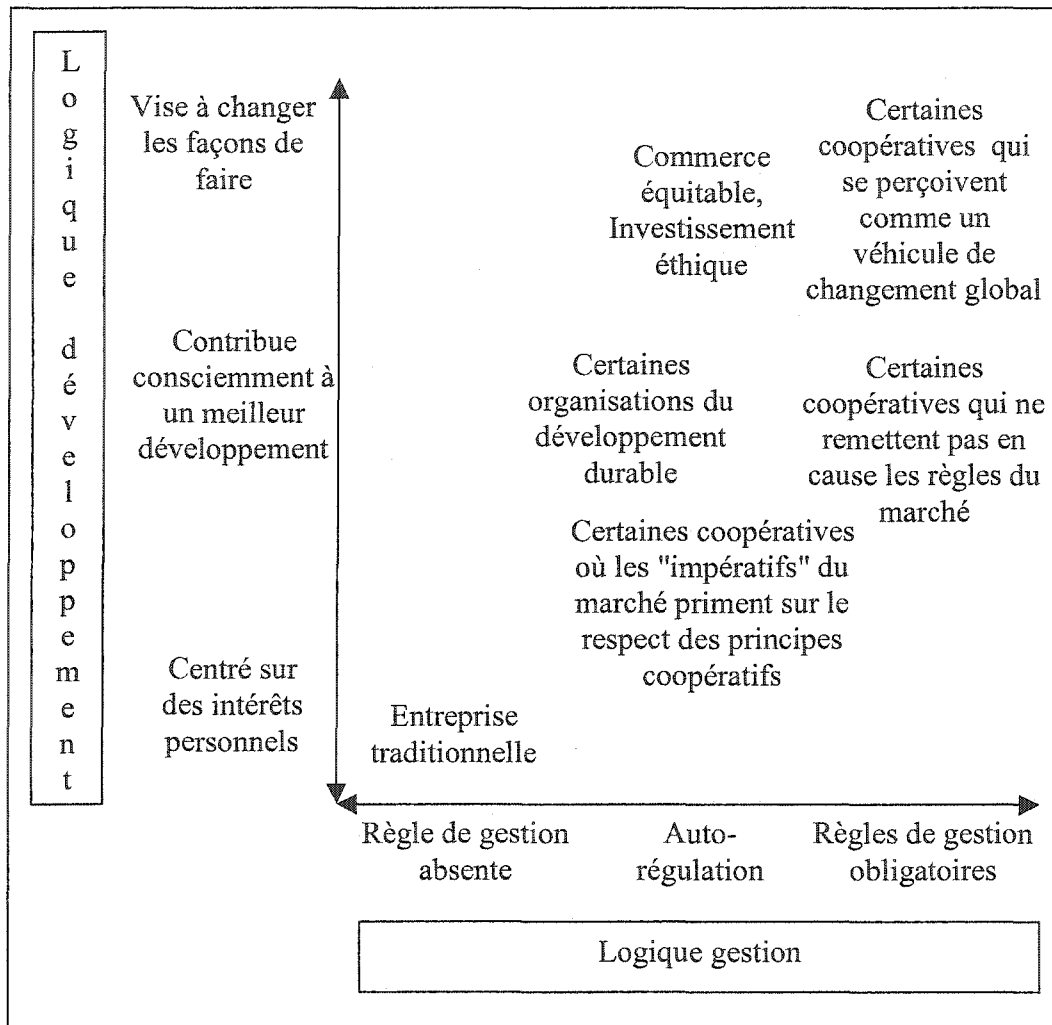 Logique développement
Vise à changer
les façons de
faire
Contribue
consciemment à
un meilleur
développement
Centré sur
des intérêts
personnels
Commerce
équitable,
Investissement
éthique
Certaines
coopératives qui
se perçoivent
comme un
véhicule de
changement global
Certaines
organisations du
développement
durable
Certaines
coopératives qui ne
remettent pas en
cause les règles du
marché
Certaines coopératives
où les "impératifs" du
marché priment sur le
respect des principes
coopératifs
Entreprise
traditionnelle
Règle de gestion
absente
Auto-
régulation
Règles de gestion
obligatoires
Logique gestion